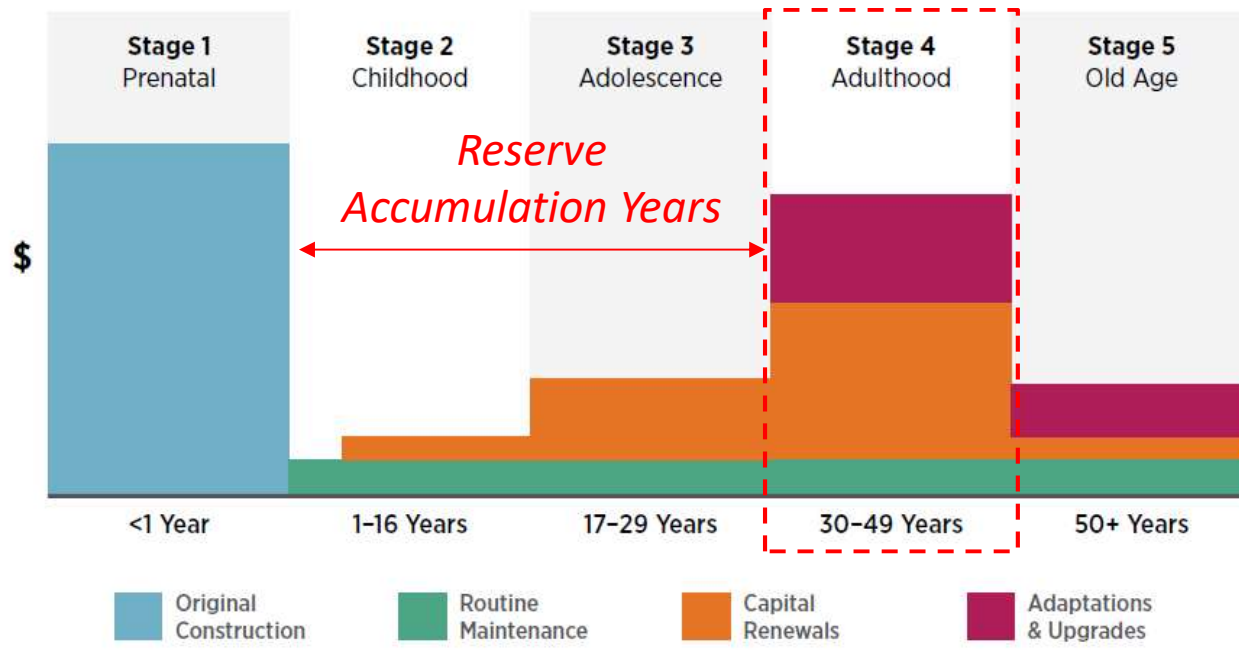 Stage 1
Prenatal
Stage 2
Childhood
Stage 3
Adolescence
Stage 4
Adulthood
Stage 5
Old Age
Reserve
Accumulation Years
$
<1 Year
1–16 Years
17–29 Years
30–49 Years
50+ Years
Original
Construction
Routine
Maintenance
Capital
Renewals
Adaptations
& Upgrades